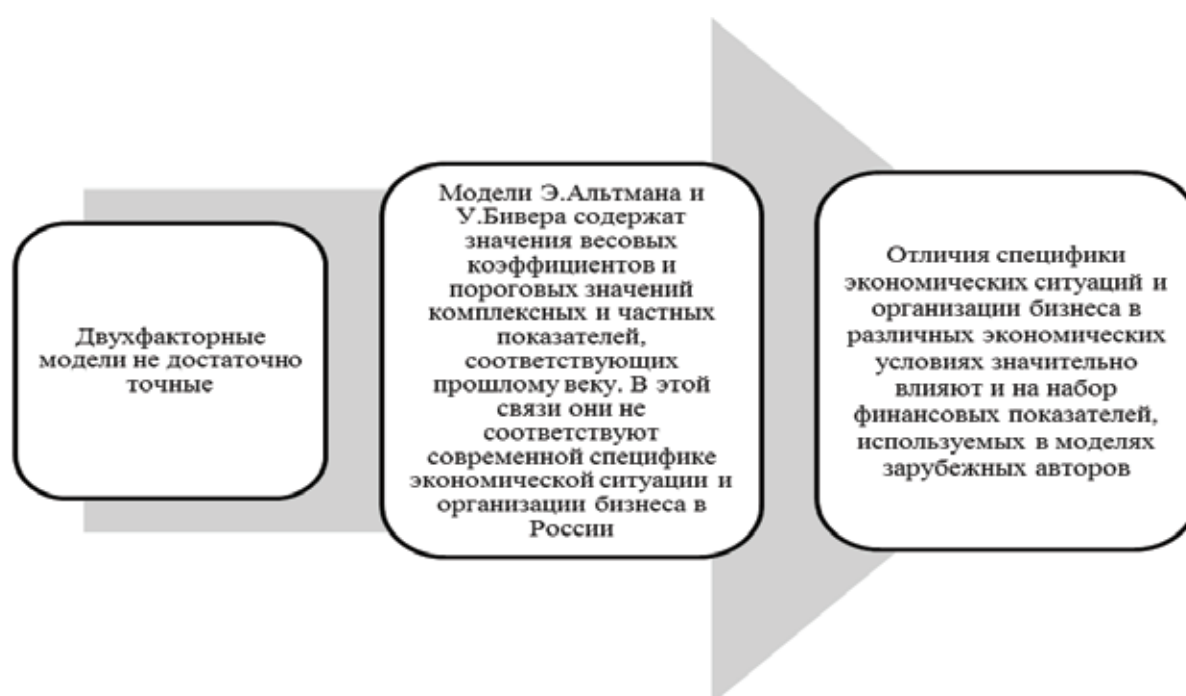 Двухфакторные
модели не достаточно
точные
Модели Э.Альтмана и
У.Бивера содержат
значения весовых
коэффициентов и
пороговых значений
комплексных и частных
показателей,
соответствующих
прошлому веку. В этой
связи они не
соответствуют
современной специфике
экономической ситуации и
организации бизнеса в
России
Отличия специфики
экономических ситуаций и
организации бизнеса в
различных экономических
условиях значительно
влияют и на набор
финансовых показателей,
используемых в моделях
зарубежных авторов